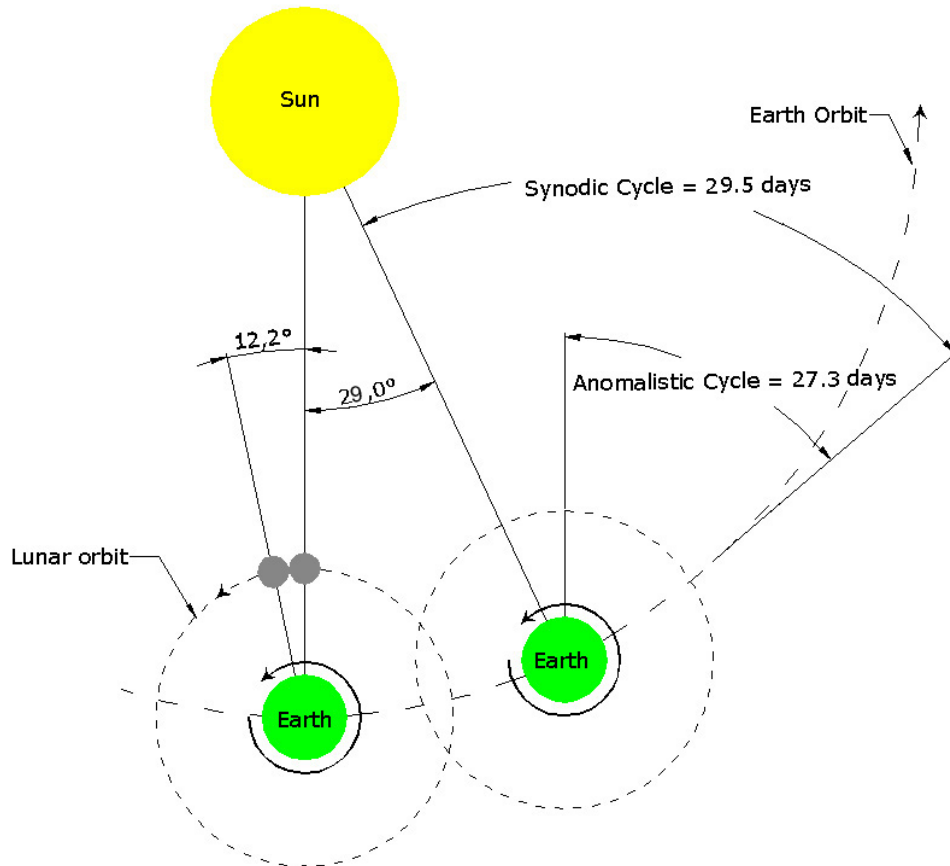 Sun
Earth Orbit
Synodic Cycle = 29.5 days
12,2°
29,0°
Anomalistic Cycle = 27.3 days
Lunar orbit
Earth
Earth